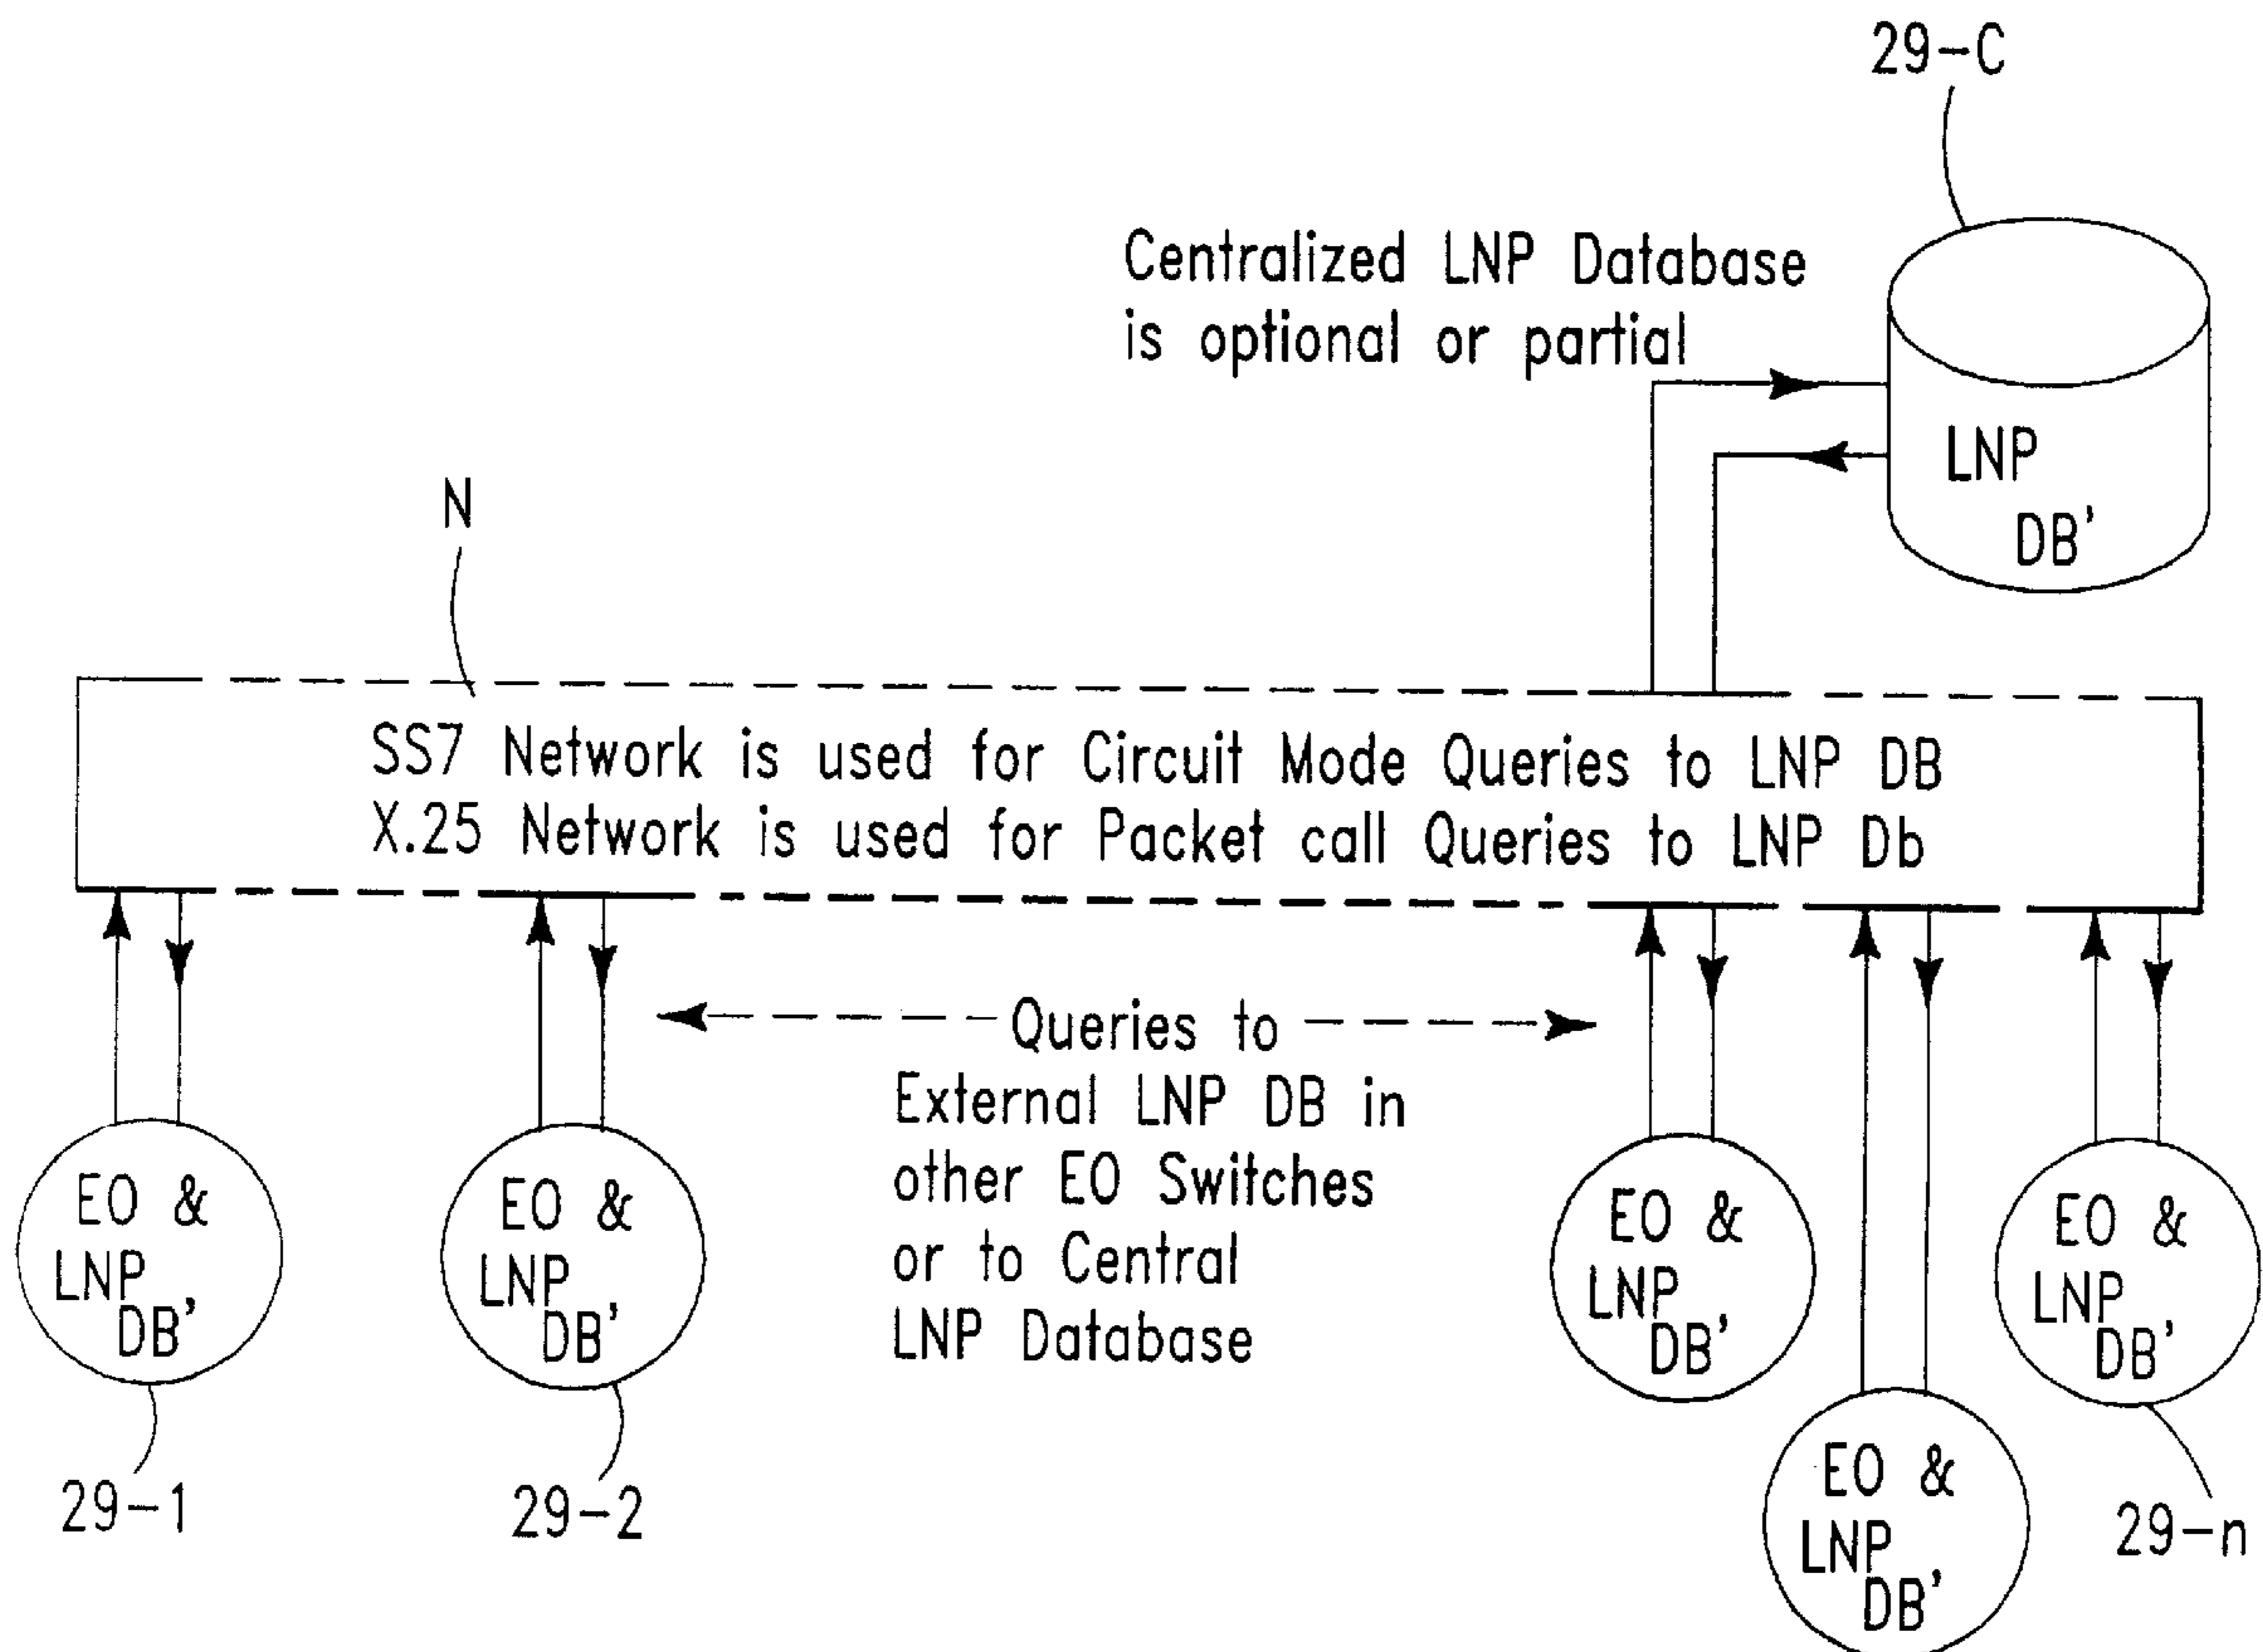 29-C
Centralized LNP Database
is optional or partial
LNP
DB'
N
SS7 Network is used for Circuit Mode Queries to LNP DB
X.25 Network is used for Packet call Queries to LNP Db
Queries to
External LNP DB in
other EO Switches
or to Central
LNP Database
EO &
LNP
DB'
EO &
LNP
DB'
EO &
LNP
DB'
EO &
LNP
DB'
EO &
LNP
DB'
29-1
29-2
29-n